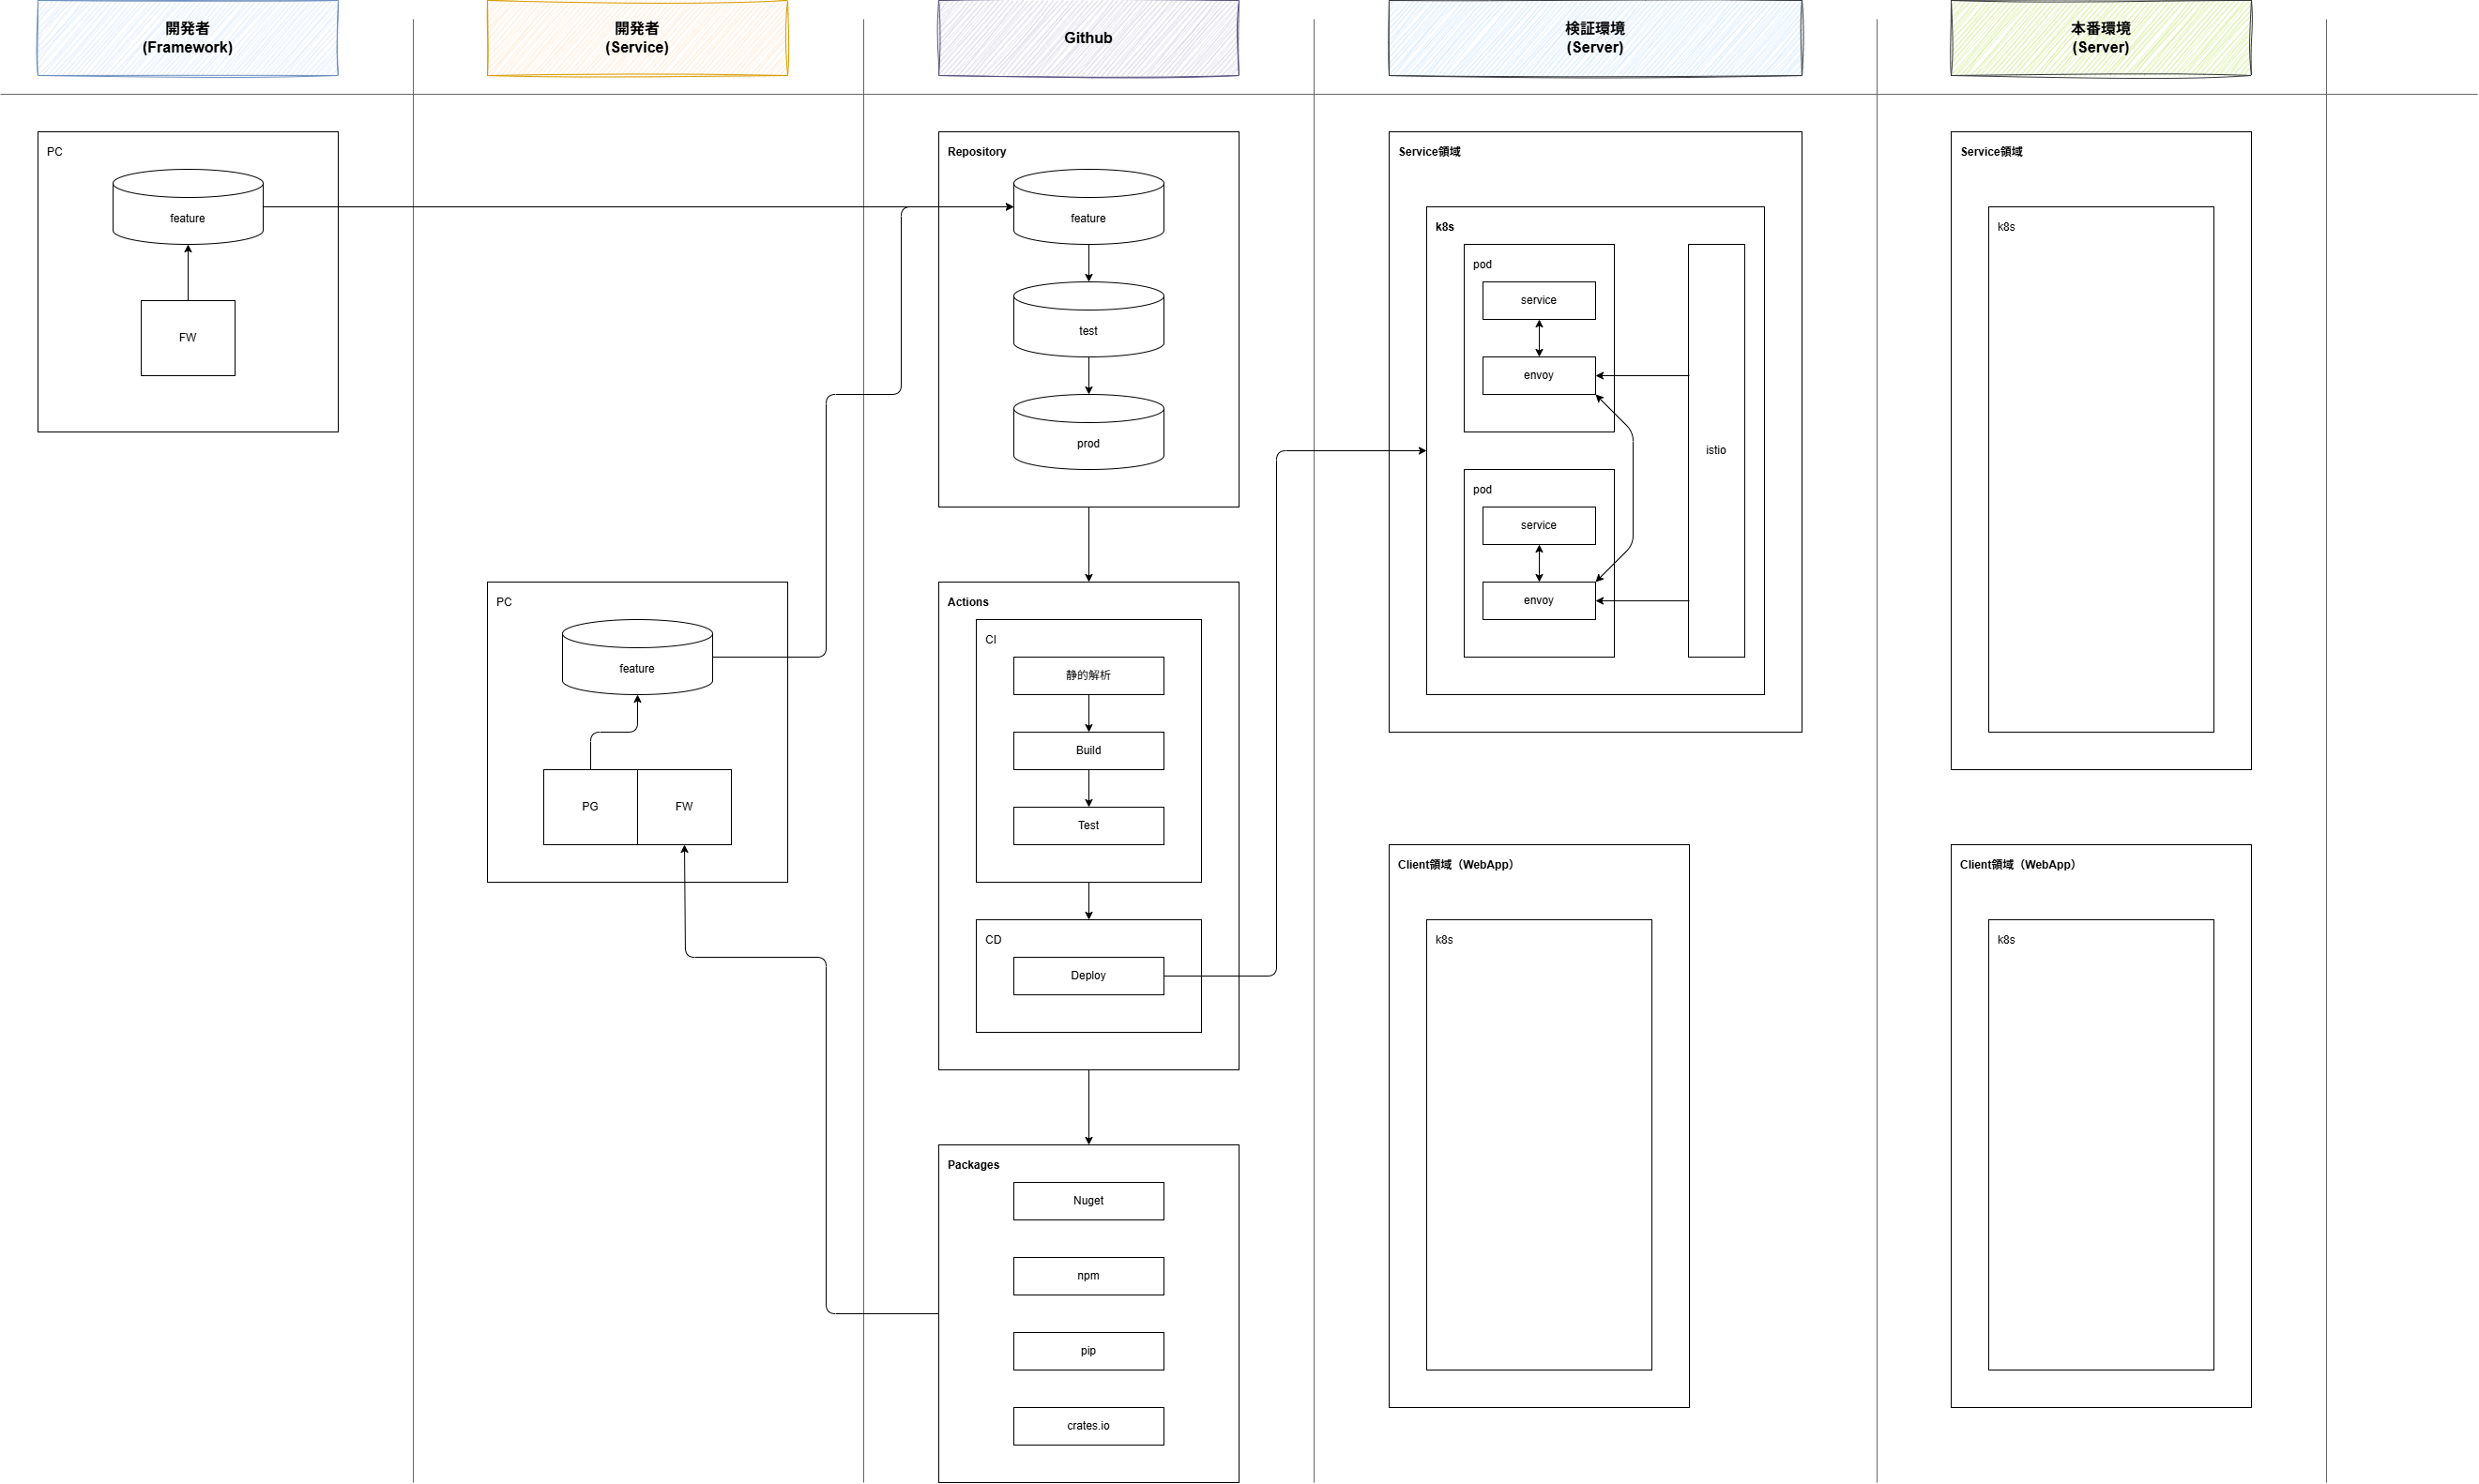 開発者
(Framework)
開発者
(Service)
Github
検証環境
(Server)
本番環境
(Server)
PC
feature
FW
PC
feature
PG
FW
Repository
feature
test
prod
Actions
CI
静的解析
Build
Test
CD
Deploy
Packages
Nuget
npm
pip
crates.io
Service領域
k8s
pod
service
envoy
pod
service
envoy
istio
Client領域（WebApp）
k8s
Service領域
k8s
Client領域（WebApp）
k8s